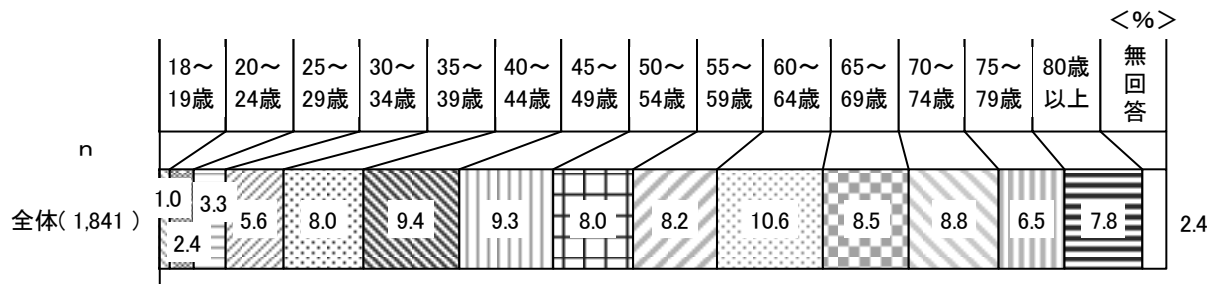 ＜％＞
18～ 20～ 25～ 30～ 35～ 40～ 45～ 50～ 55～ 60～ 65～ 70～ 75～ 80歳 無回答
19歳 24歳 29歳 34歳 39歳 44歳 49歳 54歳 59歳 64歳 69歳 74歳 79歳 以上
ｎ
1.0 3.3
全体( 1,841 ) 5.6 8.0 9.4 9.3 8.0 8.2 10.6 8.5 8.8 6.5 7.8 2.4
2.4